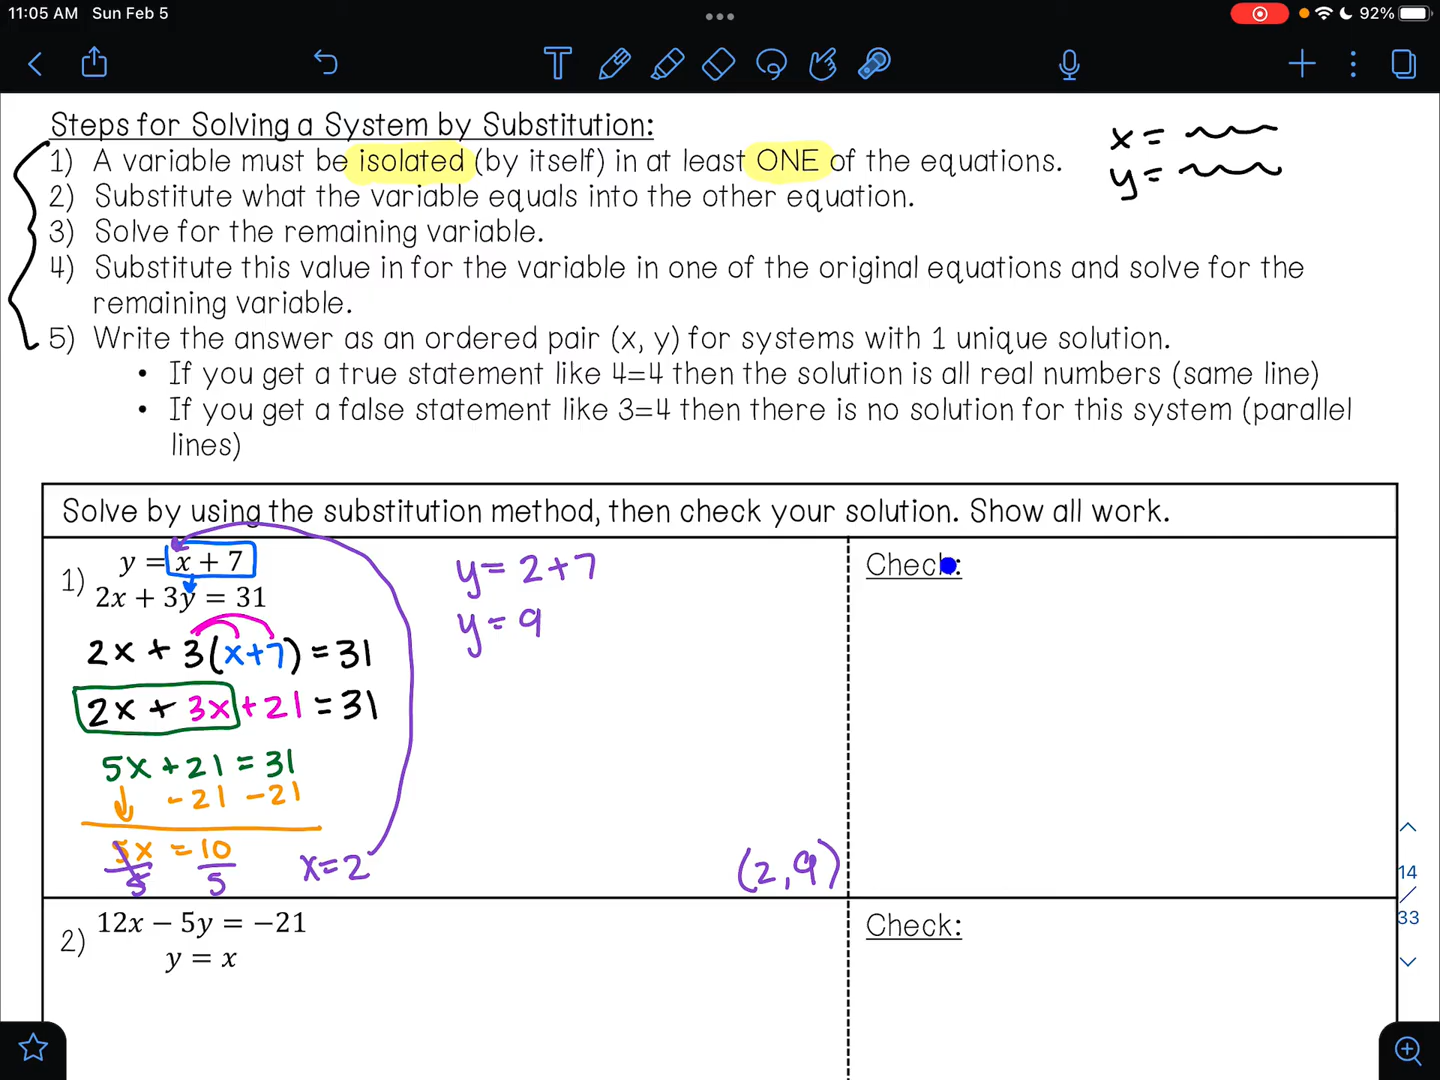 11:05 AM Sun Feb 5
92%
Steps for Solving a System by Substitution:
1) A variable must be isolated (by itself) in at least ONE of the equations.
x =
y =
2) Substitute what the variable equals into the other equation.
3) Solve for the remaining variable.
4) Substitute this value in for the variable in one of the original equations and solve for the
remaining variable.
5) Write the answer as an ordered pair (x, y) for systems with 1 unique solution.
• If you get a true statement like 4=4 then the solution is all real numbers (same line)
• If you get a false statement like 3=4 then there is no solution for this system (parallel
lines)
Solve by using the substitution method, then check your solution. Show all work.
1)
y = x + 7
2x + 3y = 31
2x + 3(x+7) = 31
2x + 3x + 21 = 31
5x + 21 = 31
- 21 - 21
5x = 10
5 5
x = 2
y = 2 + 7
y = 9
(2, 9)
Check:
2)
12x − 5y = −21
y = x
Check:
14
/
33